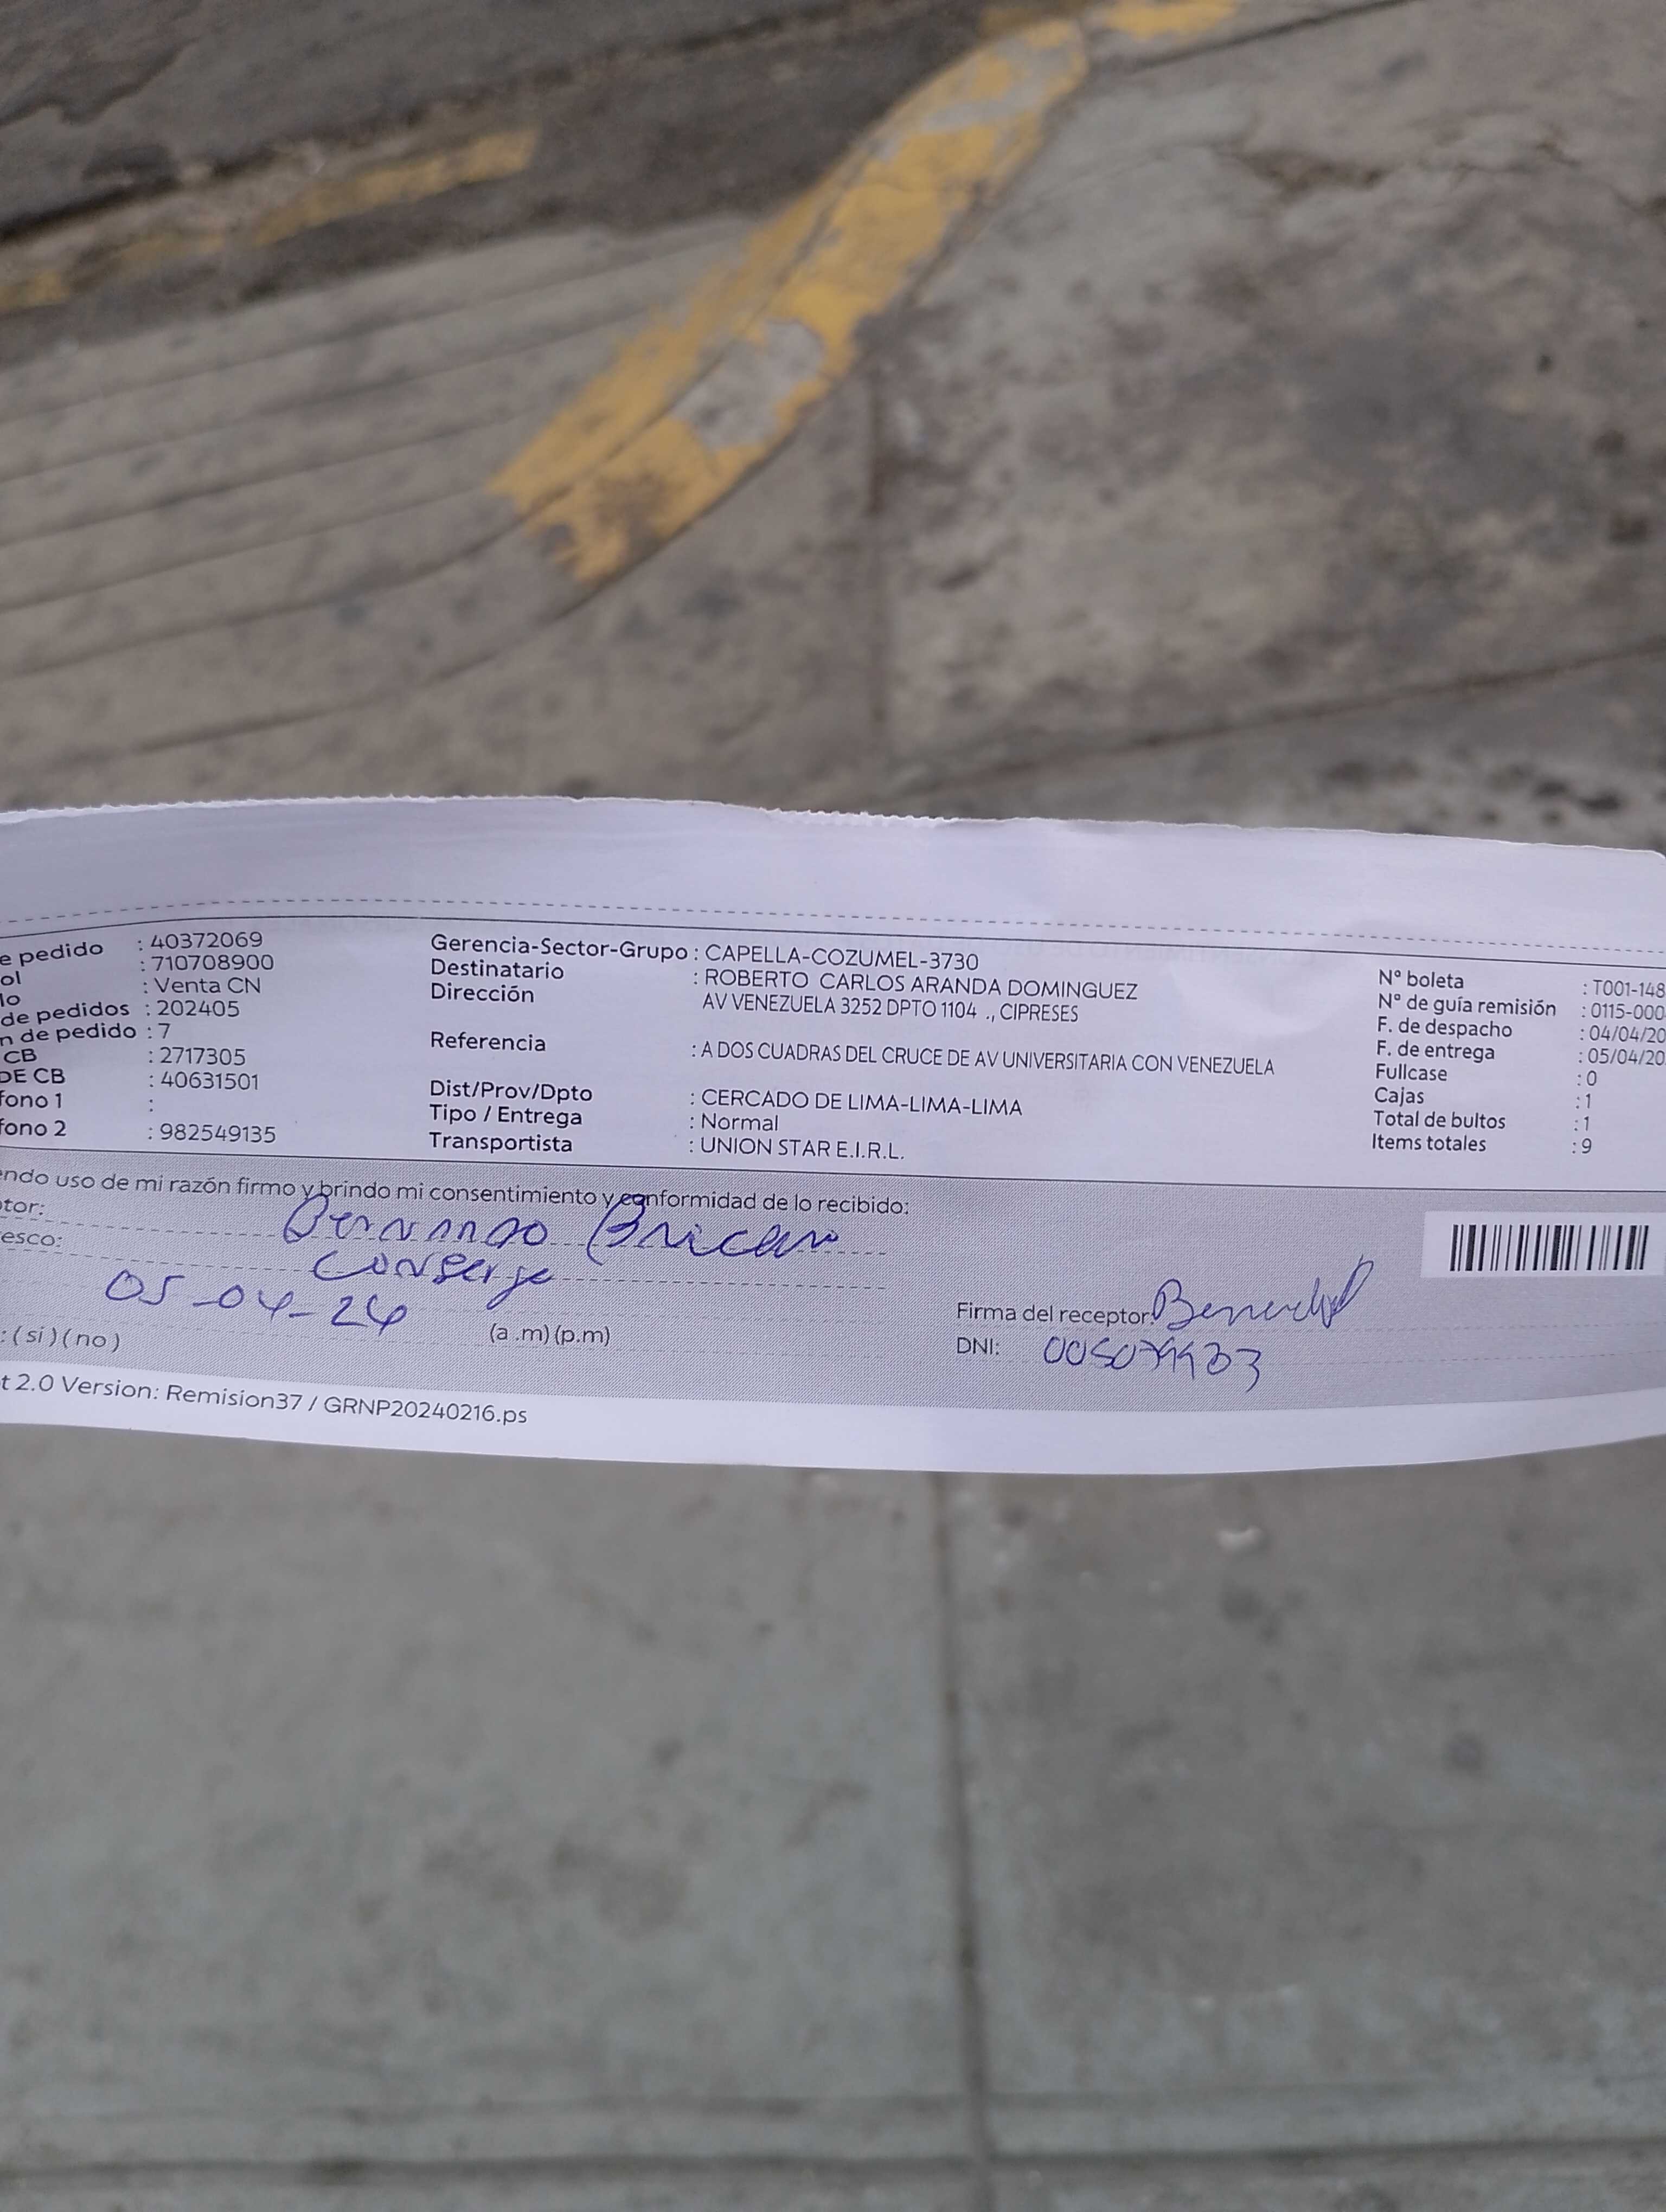 e pedido : 40372069
ol : 710708900
lo : Venta CN
de pedidos : 202405
n de pedido : 7
CB : 2717305
DE CB : 40631501
fono 1 :
fono 2 : 982549135
Gerencia-Sector-Grupo : CAPELLA-COZUMEL-3730
Destinatario : ROBERTO CARLOS ARANDA DOMINGUEZ
Dirección AV VENEZUELA 3252 DPTO 1104 ., CIPRESES
Referencia : A DOS CUADRAS DEL CRUCE DE AV UNIVERSITARIA CON VENEZUELA
Dist/Prov/Dpto : CERCADO DE LIMA-LIMA-LIMA
Tipo / Entrega : Normal
Transportista : UNION STAR E.I.R.L.
Nº boleta : T001-148
Nº de guía remisión : 0115-000
F. de despacho : 04/04/20
F. de entrega : 05/04/20
Fullcase : 0
Cajas : 1
Total de bultos : 1
Items totales : 9
endo uso de mi razón firmo y brindo mi consentimiento y conformidad de lo recibido:
tor:
esco: Conserje
05-04-24 (a .m) (p.m)
: ( si ) ( no )
Firma del receptor:
DNI:
t 2.0 Version: Remision37 / GRNP20240216.ps